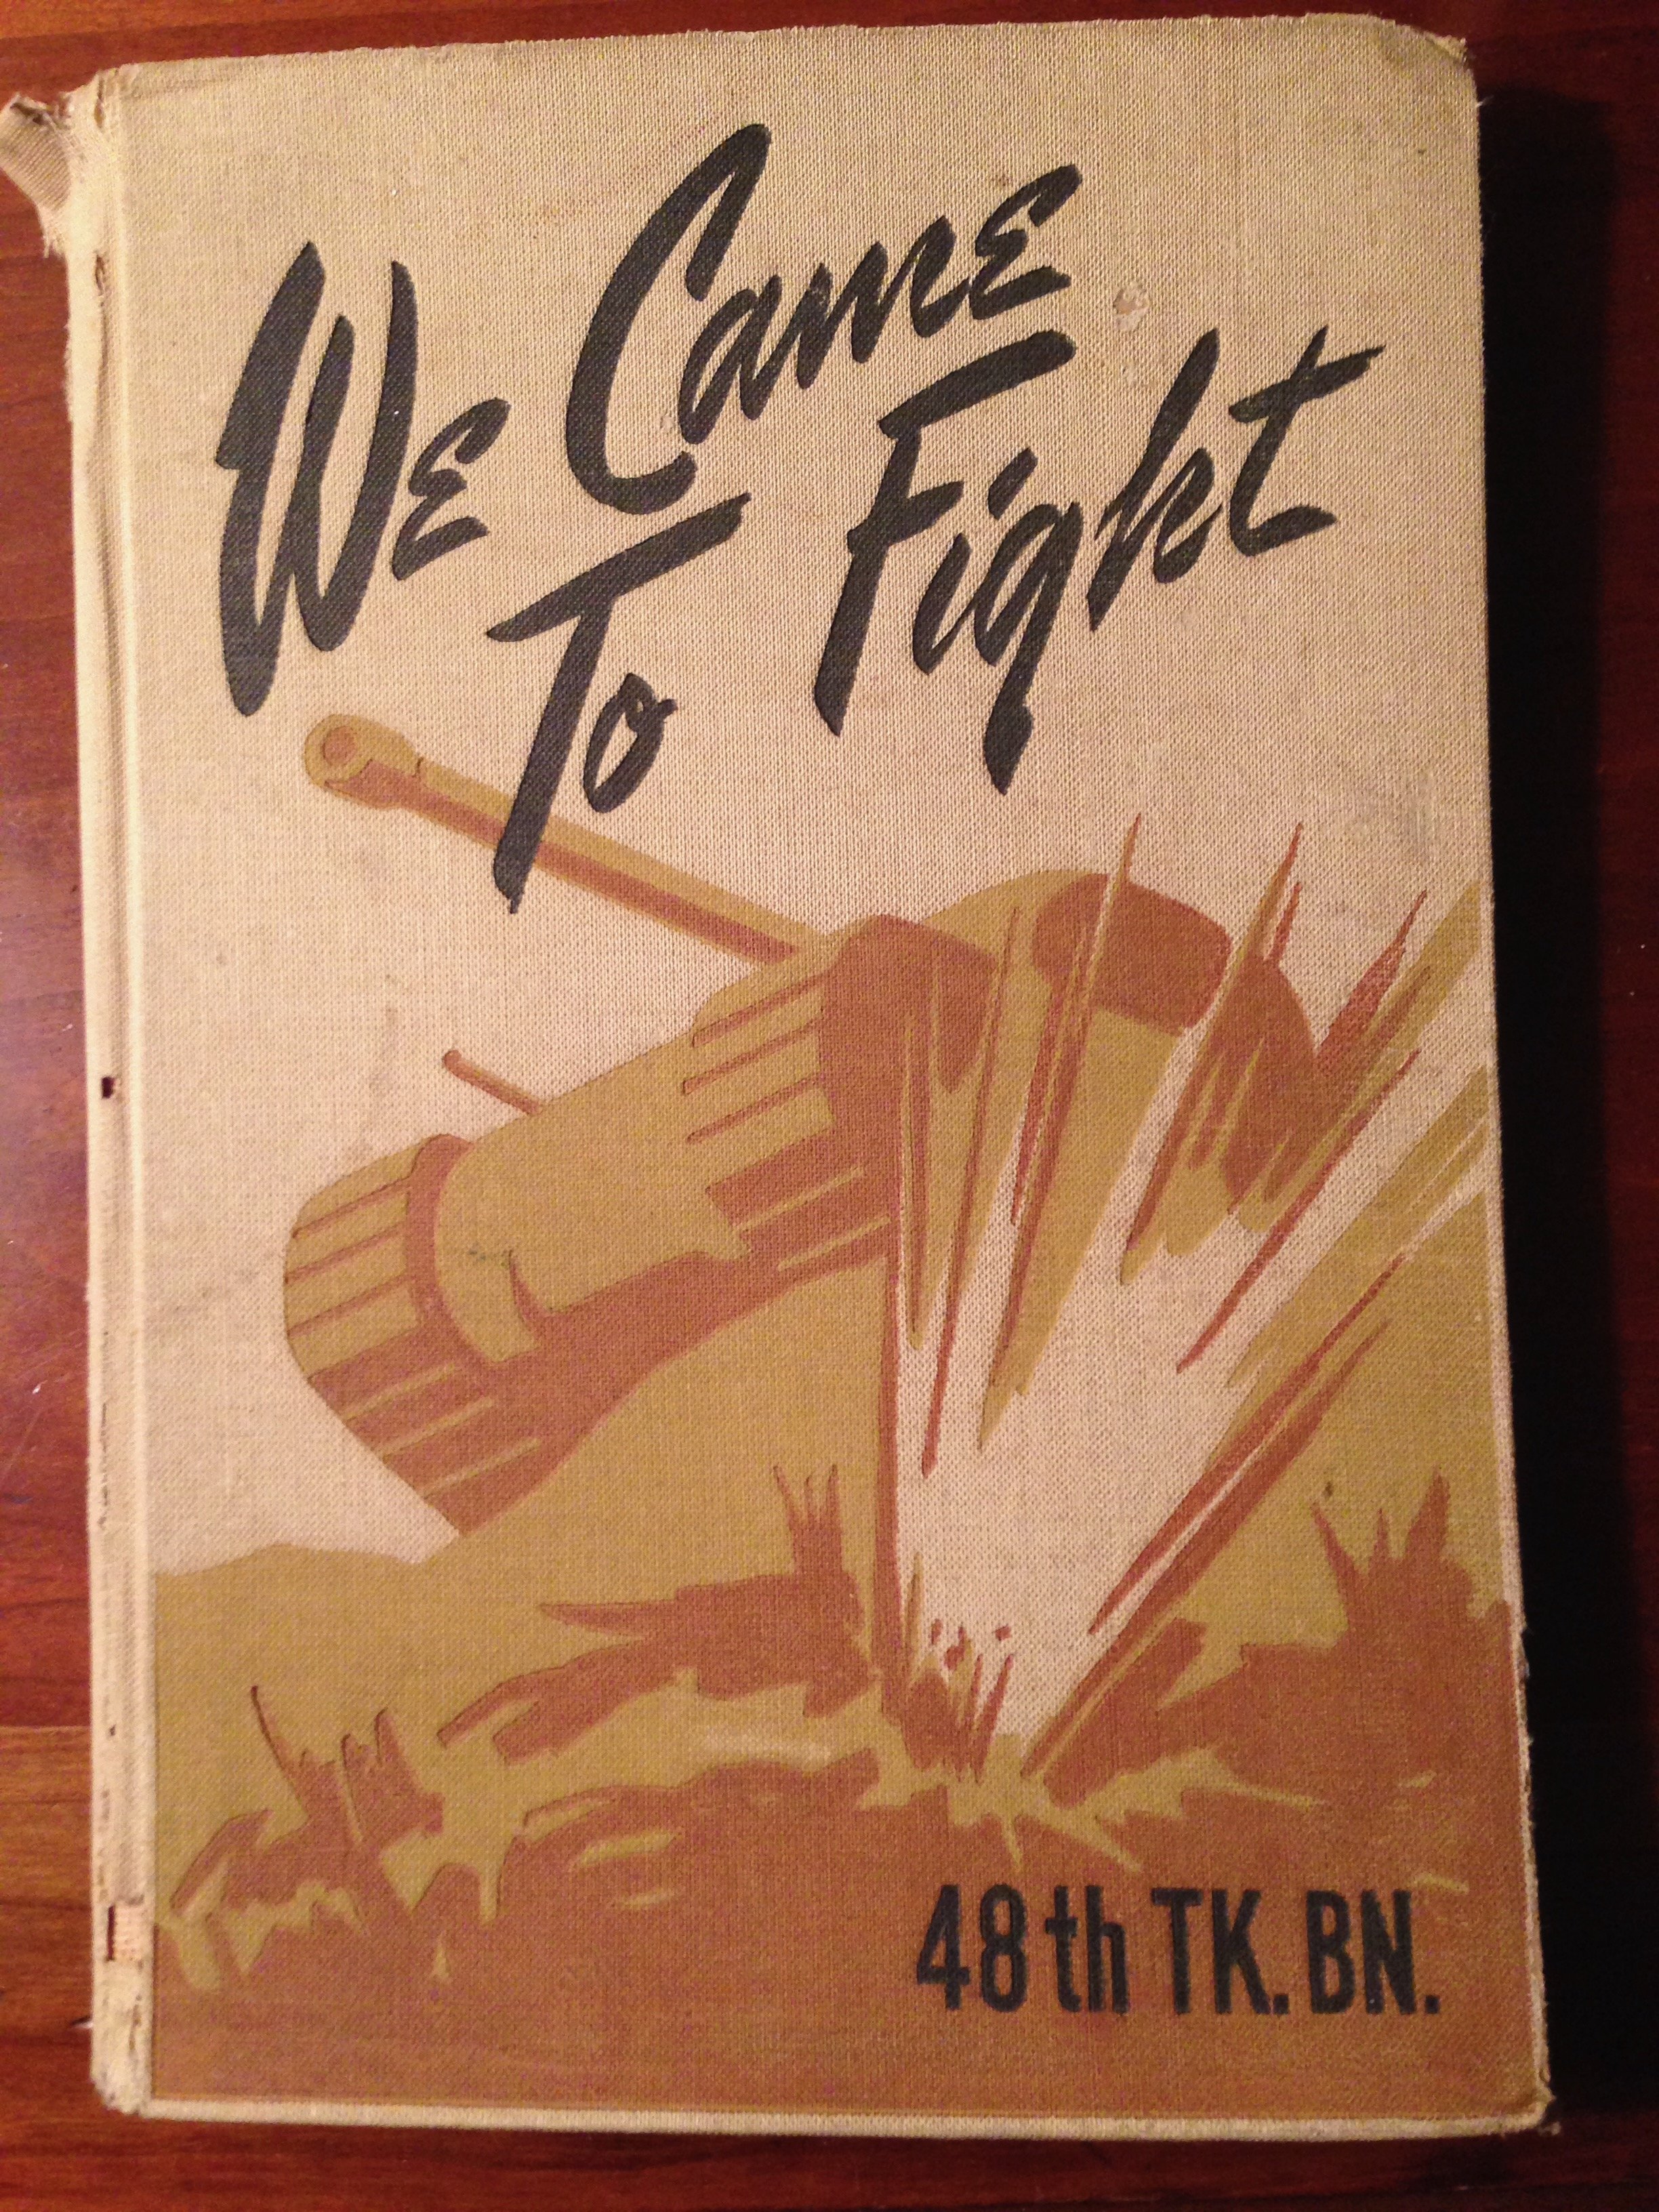 We Came
To Fight
48th TK. BN.